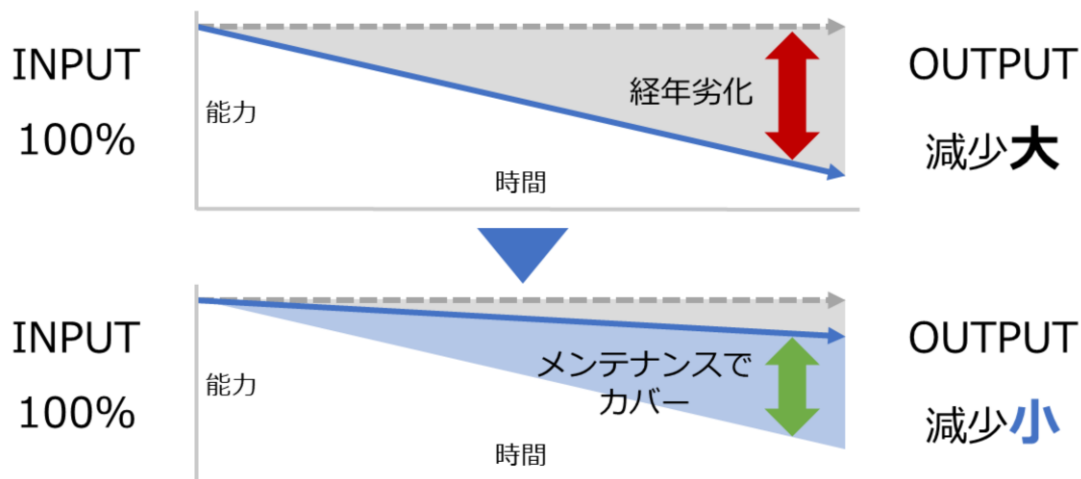 INPUT
100%
能力
経年劣化
時間
OUTPUT
減少大
INPUT
100%
能力
メンテナンスで
カバー
時間
OUTPUT
減少小